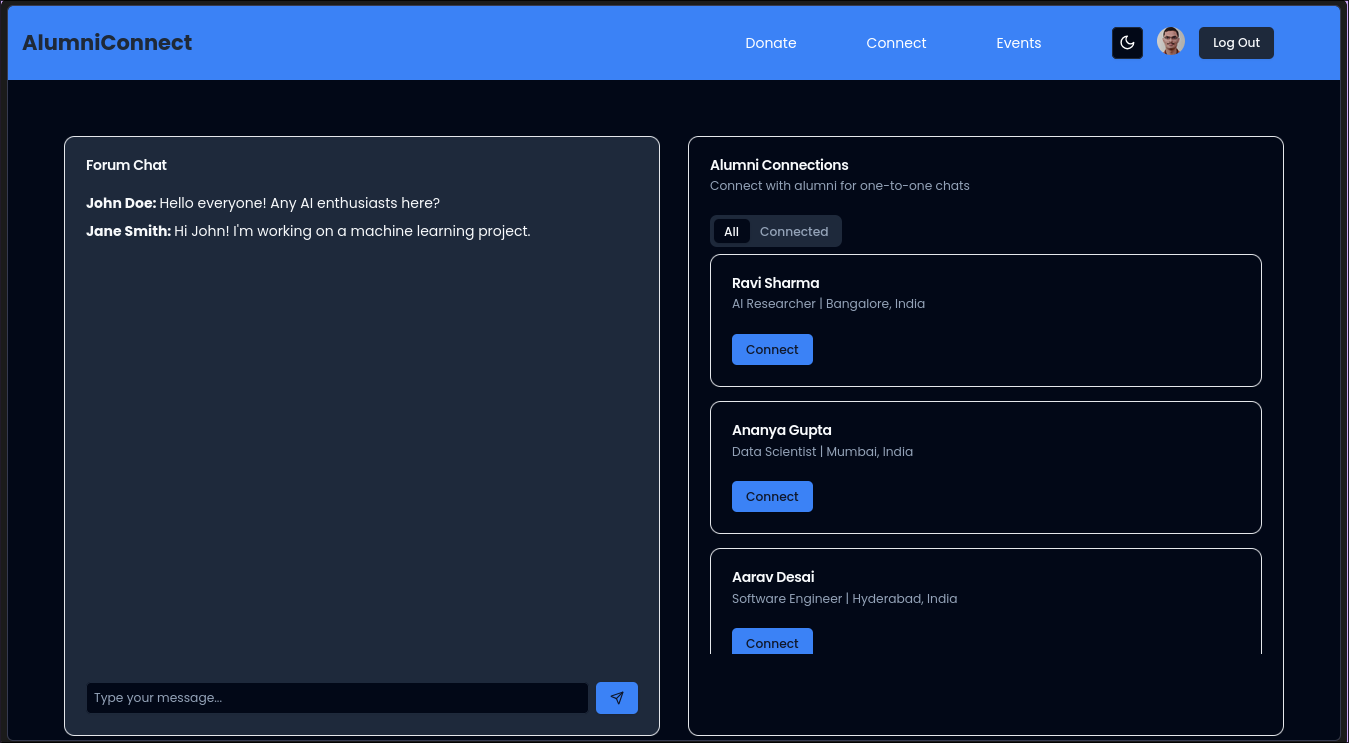 AlumniConnect
Donate
Connect
Events
Log Out
Forum Chat
John Doe: Hello everyone! Any AI enthusiasts here?
Jane Smith: Hi John! I'm working on a machine learning project.
Type your message...
Alumni Connections
Connect with alumni for one-to-one chats
All
Connected
Ravi Sharma
AI Researcher | Bangalore, India
Connect
Ananya Gupta
Data Scientist | Mumbai, India
Connect
Aarav Desai
Software Engineer | Hyderabad, India
Connect